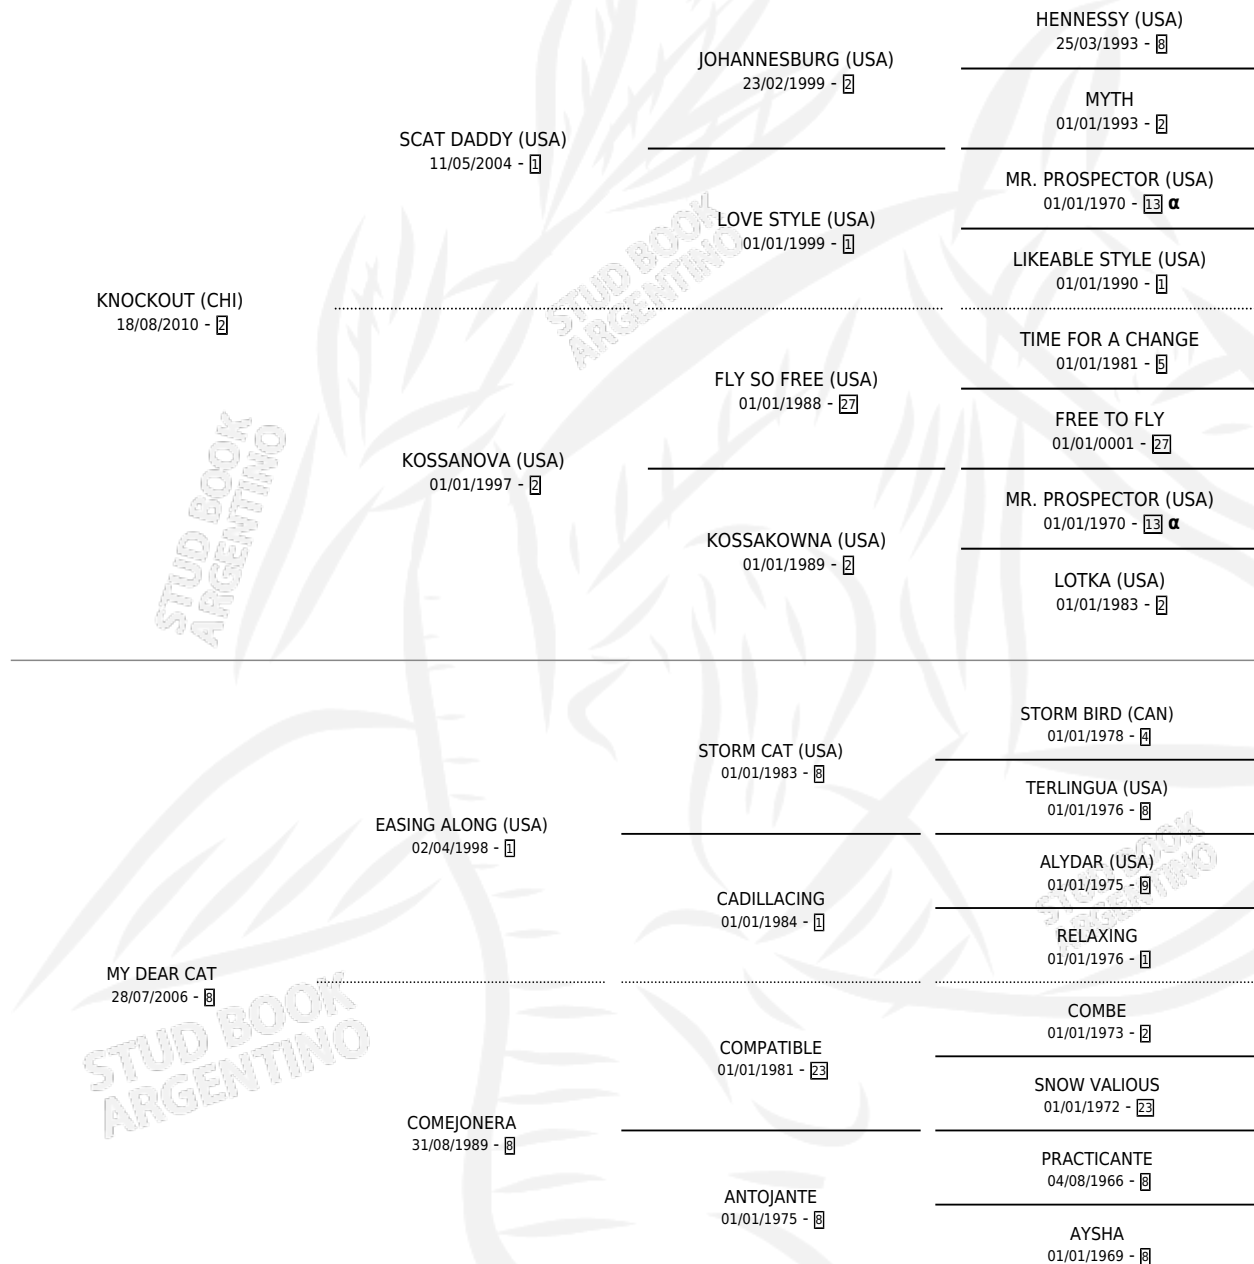 HENNESSY (USA)
25/03/1993 - 8
JOHANNESBURG (USA)
23/02/1999 - 2
MYTH
01/01/1993 - 2
SCAT DADDY (USA)
11/05/2004 - 1
MR. PROSPECTOR (USA)
01/01/1970 - 13 α
LOVE STYLE (USA)
01/01/1999 - 1
LIKEABLE STYLE (USA)
01/01/1990 - 1
KNOCKOUT (CHI)
18/08/2010 - 2
TIME FOR A CHANGE
01/01/1981 - 5
FLY SO FREE (USA)
01/01/1988 - 27
FREE TO FLY
01/01/0001 - 27
KOSSANOVA (USA)
01/01/1997 - 2
MR. PROSPECTOR (USA)
01/01/1970 - 13 α
KOSSAKOWNA (USA)
01/01/1989 - 2
LOTKA (USA)
01/01/1983 - 2
STORM BIRD (CAN)
01/01/1978 - 4
STORM CAT (USA)
01/01/1983 - 8
TERLINGUA (USA)
01/01/1976 - 8
EASING ALONG (USA)
02/04/1998 - 1
ALYDAR (USA)
01/01/1975 - 9
CADILLACING
01/01/1984 - 1
RELAXING
01/01/1976 - 1
MY DEAR CAT
28/07/2006 - 8
COMBE
01/01/1973 - 2
COMPATIBLE
01/01/1981 - 23
SNOW VALIOUS
01/01/1972 - 23
COMEJONERA
31/08/1989 - 8
PRACTICANTE
04/08/1966 - 8
ANTOJANTE
01/01/1975 - 8
AYSHA
01/01/1969 - 8
STUD BOOK
ARGENTINO
STUD BOOK
ARGENTINO
STUD BOOK
ARGENTINO
STUD BOOK
ARGENTINO